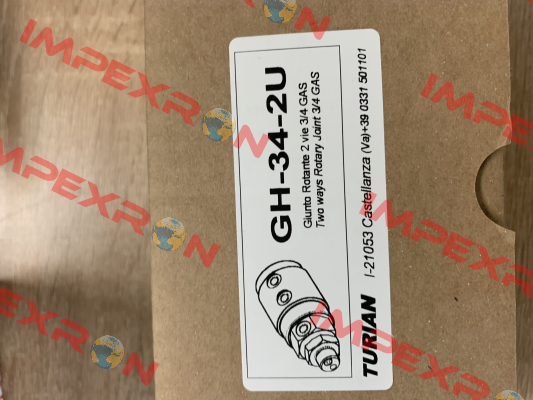 GH-34-2U
Giunto Rotante 2 vie 3/4 GAS
Two ways Rotary Joint 3/4 GAS
TURIAN I-21053 Castellanza (Va)+39 0331 501101
IMPEXRON
IMPEXRON
IMPEXRON
IMPEXRON
IMPEXRON
IMPEXRON